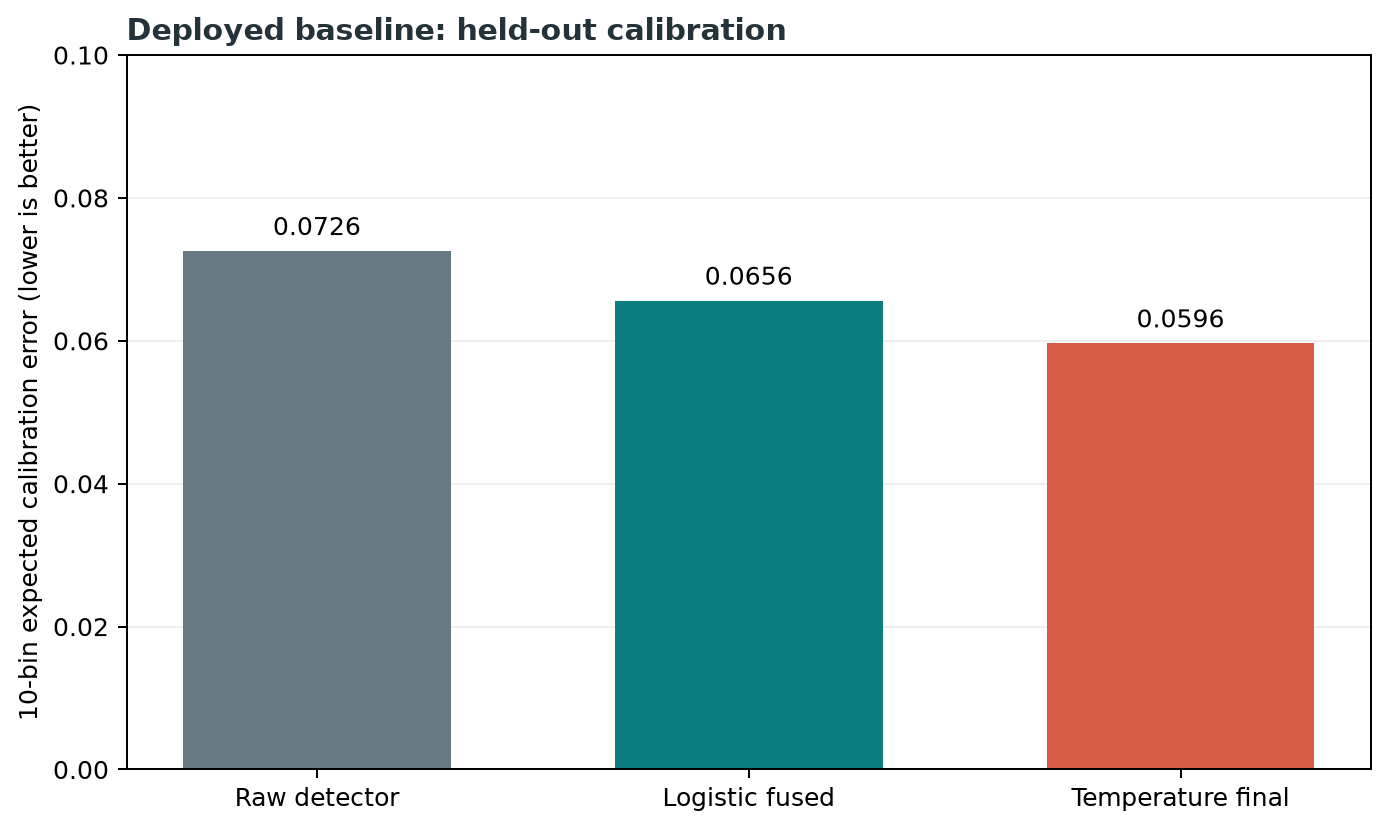 Deployed baseline: held-out calibration
10-bin expected calibration error (lower is better)
0.10
0.08
0.06
0.04
0.02
0.00
0.0726
0.0656
0.0596
Raw detector
Logistic fused
Temperature final